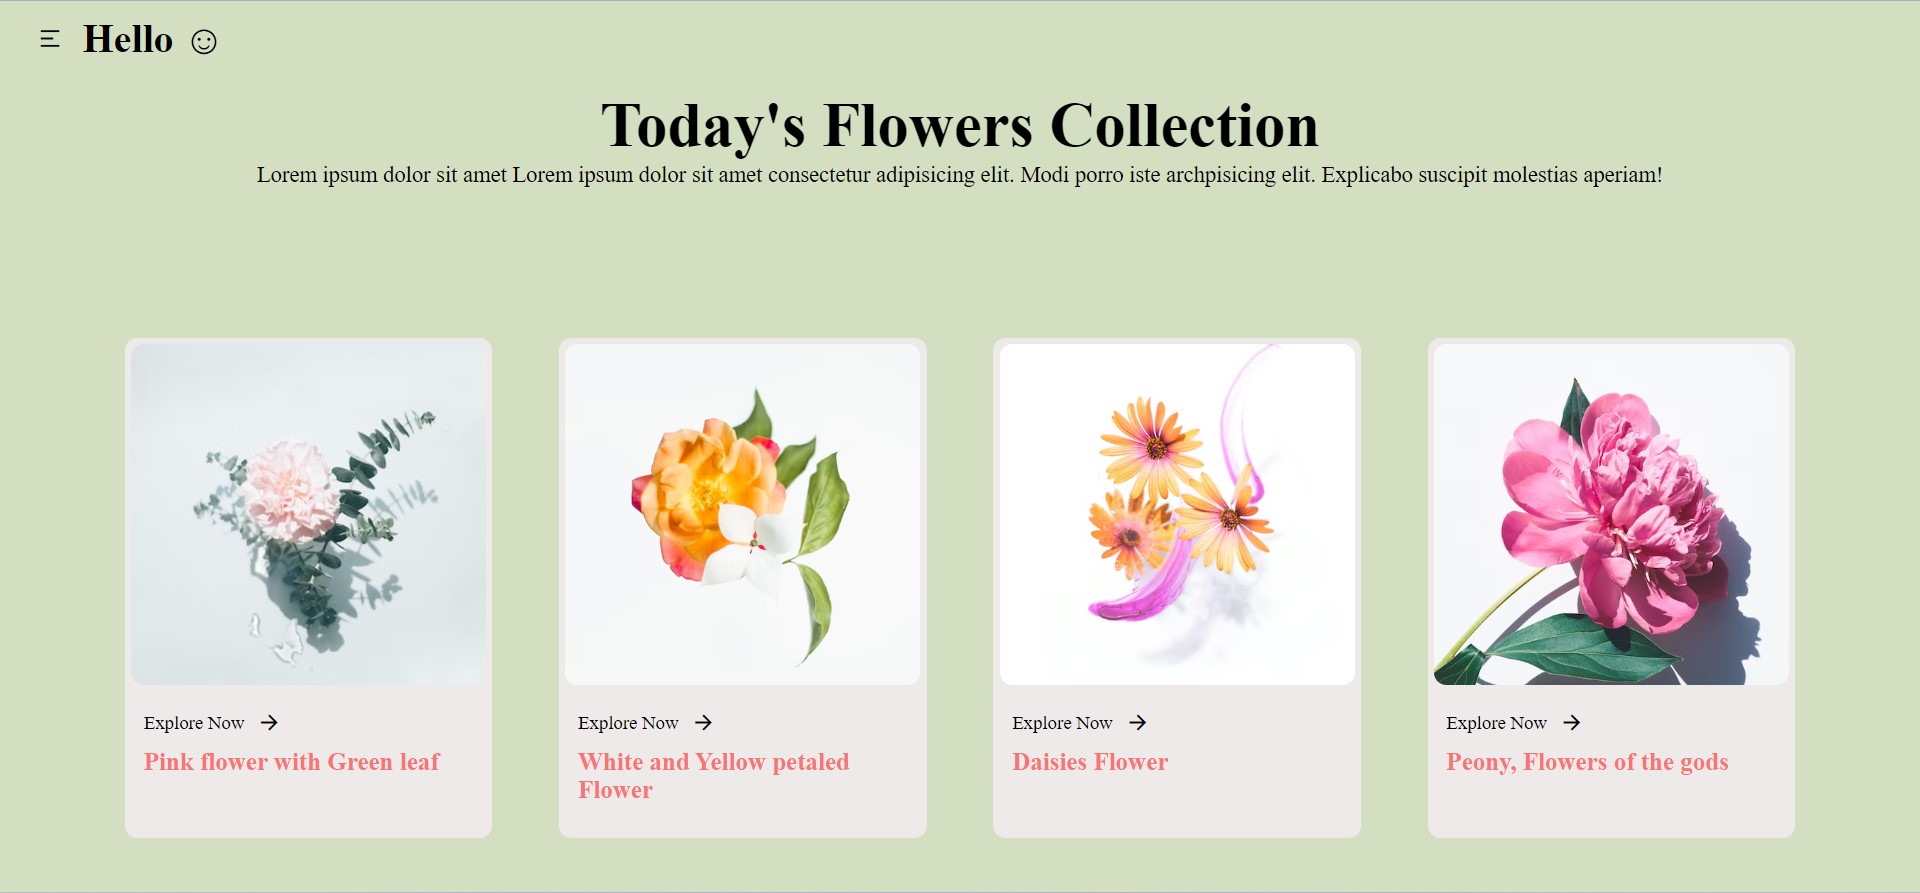 Hello ☺
Today's Flowers Collection
Lorem ipsum dolor sit amet Lorem ipsum dolor sit amet consectetur adipisicing elit. Modi porro iste archpisicing elit. Explicabo suscipit molestias aperiam!
Explore Now →
Pink flower with Green leaf
Explore Now →
White and Yellow petaled
Flower
Explore Now →
Daisies Flower
Explore Now →
Peony, Flowers of the gods